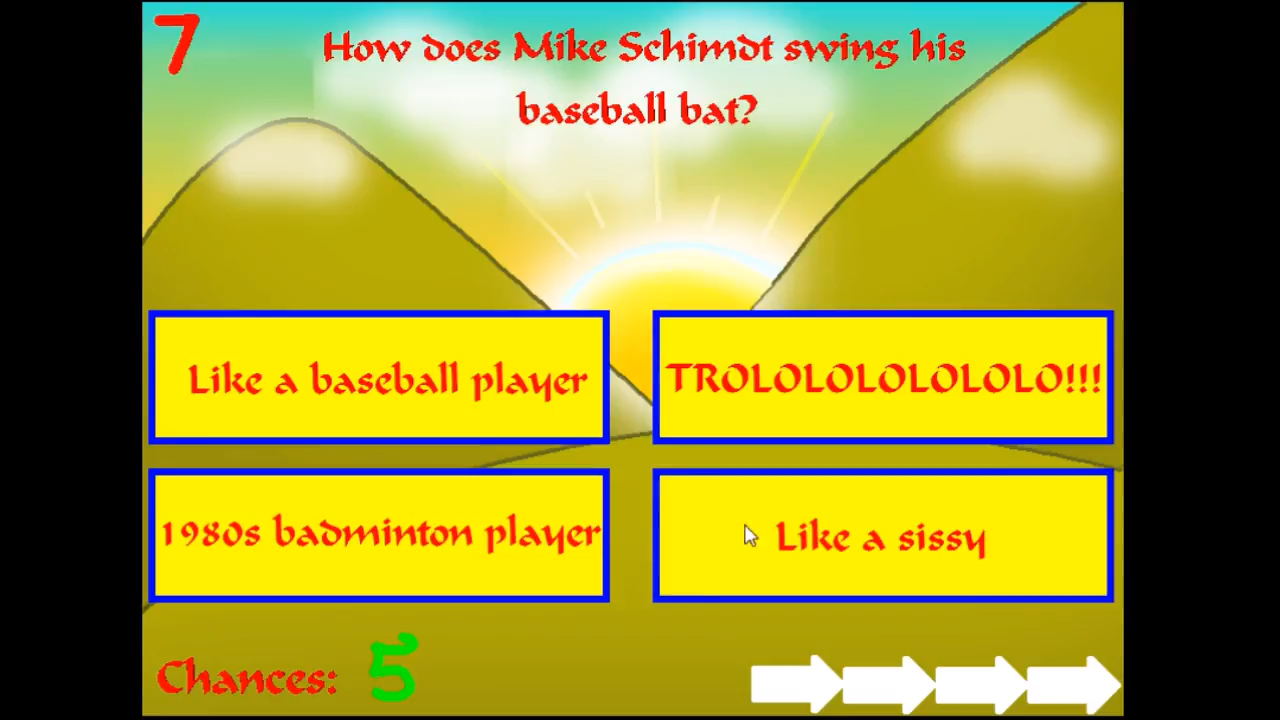 7
How does Mike Schimdt swing his
baseball bat?
Like a baseball player
TROLOLOLOLOLOLO!!!
1980s badminton player
Like a sissy
Chances: 5